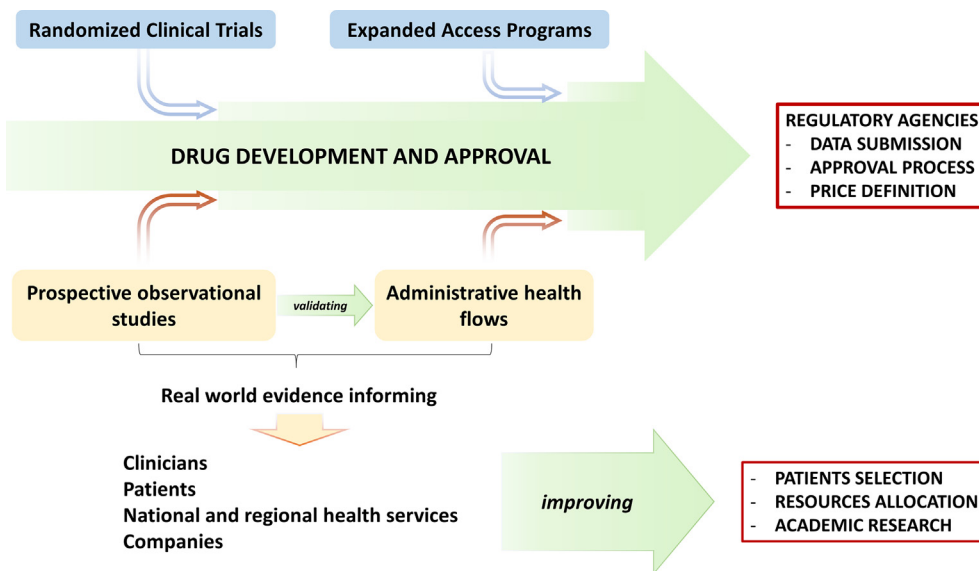 Randomized Clinical Trials
Expanded Access Programs
DRUG DEVELOPMENT AND APPROVAL
REGULATORY AGENCIES
- DATA SUBMISSION
- APPROVAL PROCESS
- PRICE DEFINITION
Prospective observational
studies
validating
Administrative health
flows
Real world evidence informing
Clinicians
Patients
National and regional health services
Companies
improving
- PATIENTS SELECTION
- RESOURCES ALLOCATION
- ACADEMIC RESEARCH